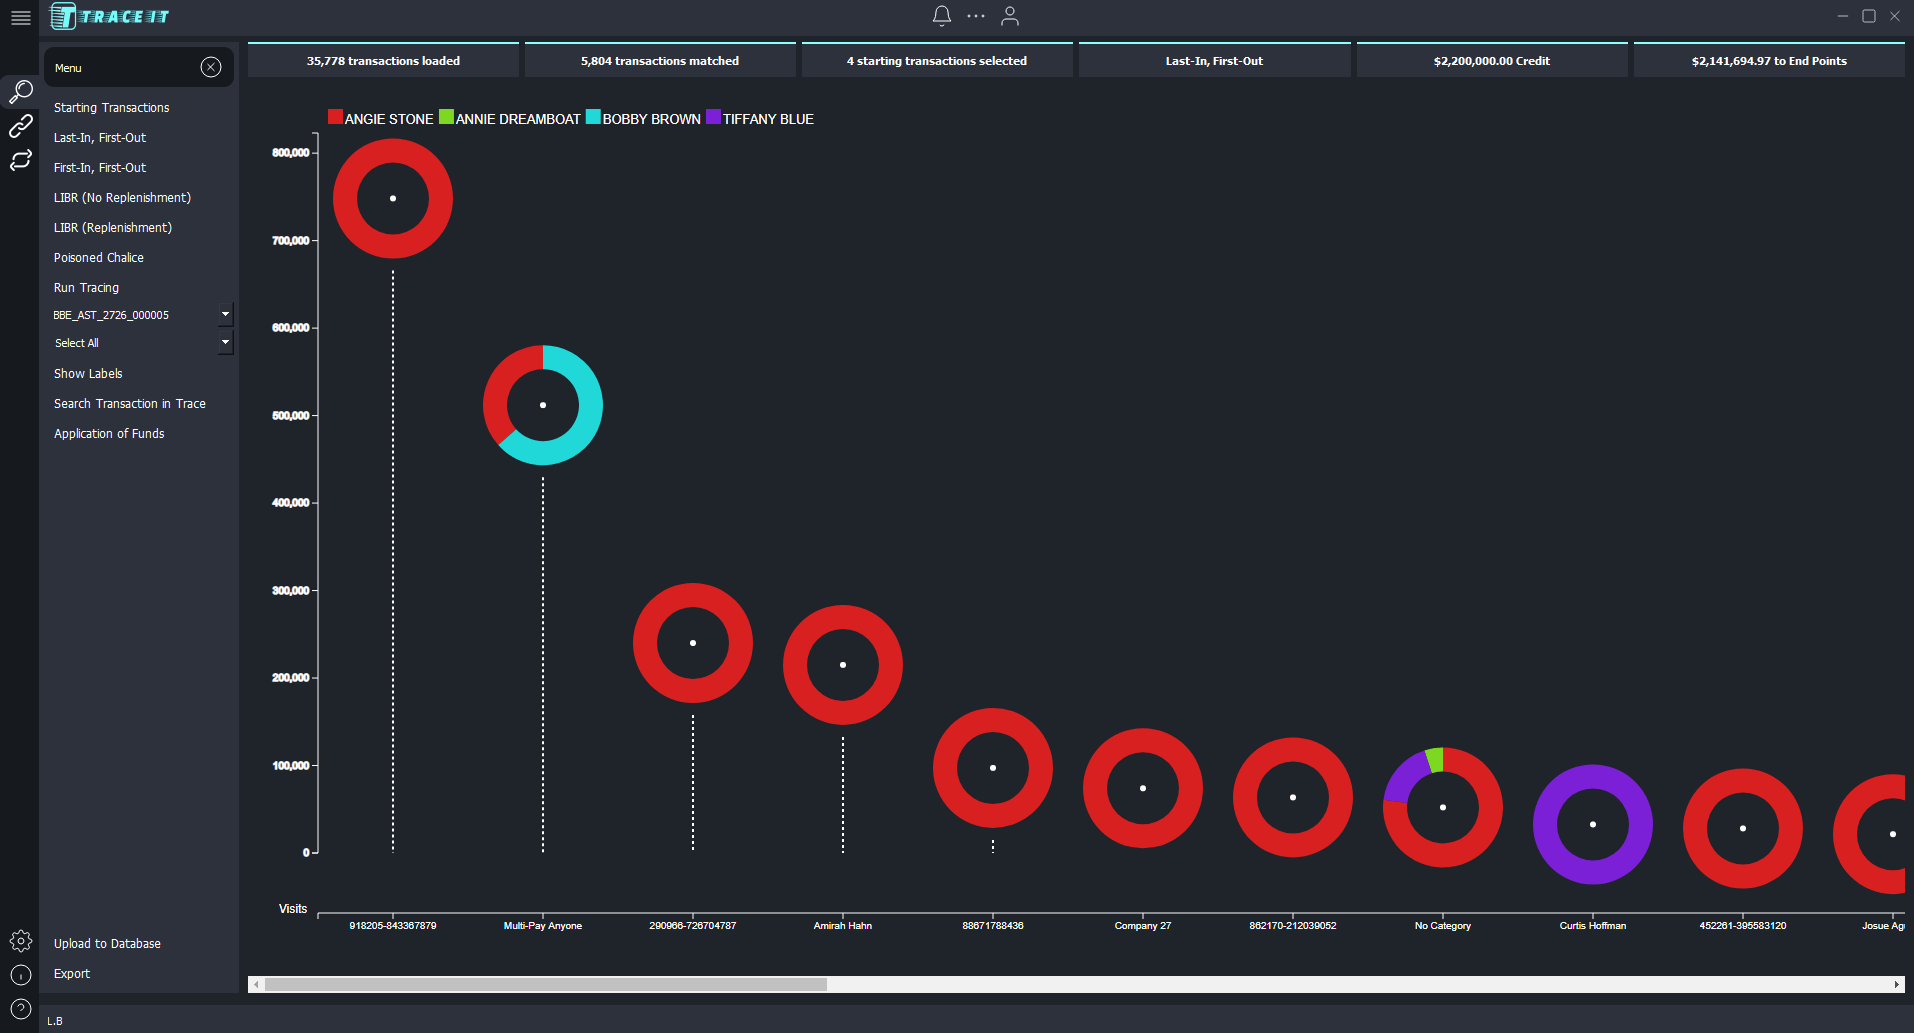 TRACEIT
Menu
Starting Transactions
Last-In, First-Out
First-In, First-Out
LIBR (No Replenishment)
LIBR (Replenishment)
Poisoned Chalice
Run Tracing
BBE_AST_2726_000005
Select All
Show Labels
Search Transaction in Trace
Application of Funds
Upload to Database
Export
35,778 transactions loaded
5,804 transactions matched
4 starting transactions selected
Last-In, First-Out
$2,200,000.00 Credit
$2,141,694.97 to End Points
ANGIE STONE ANNIE DREAMBOAT BOBBY BROWN TIFFANY BLUE
800,000
700,000
600,000
500,000
400,000
300,000
200,000
100,000
0
Visits
918205-843367879
Multi-Pay Anyone
290966-726704787
Amirah Hahn
88671788436
Company 27
862170-212039052
No Category
Curtis Hoffman
452261-395583120
Josue Ag
L.B